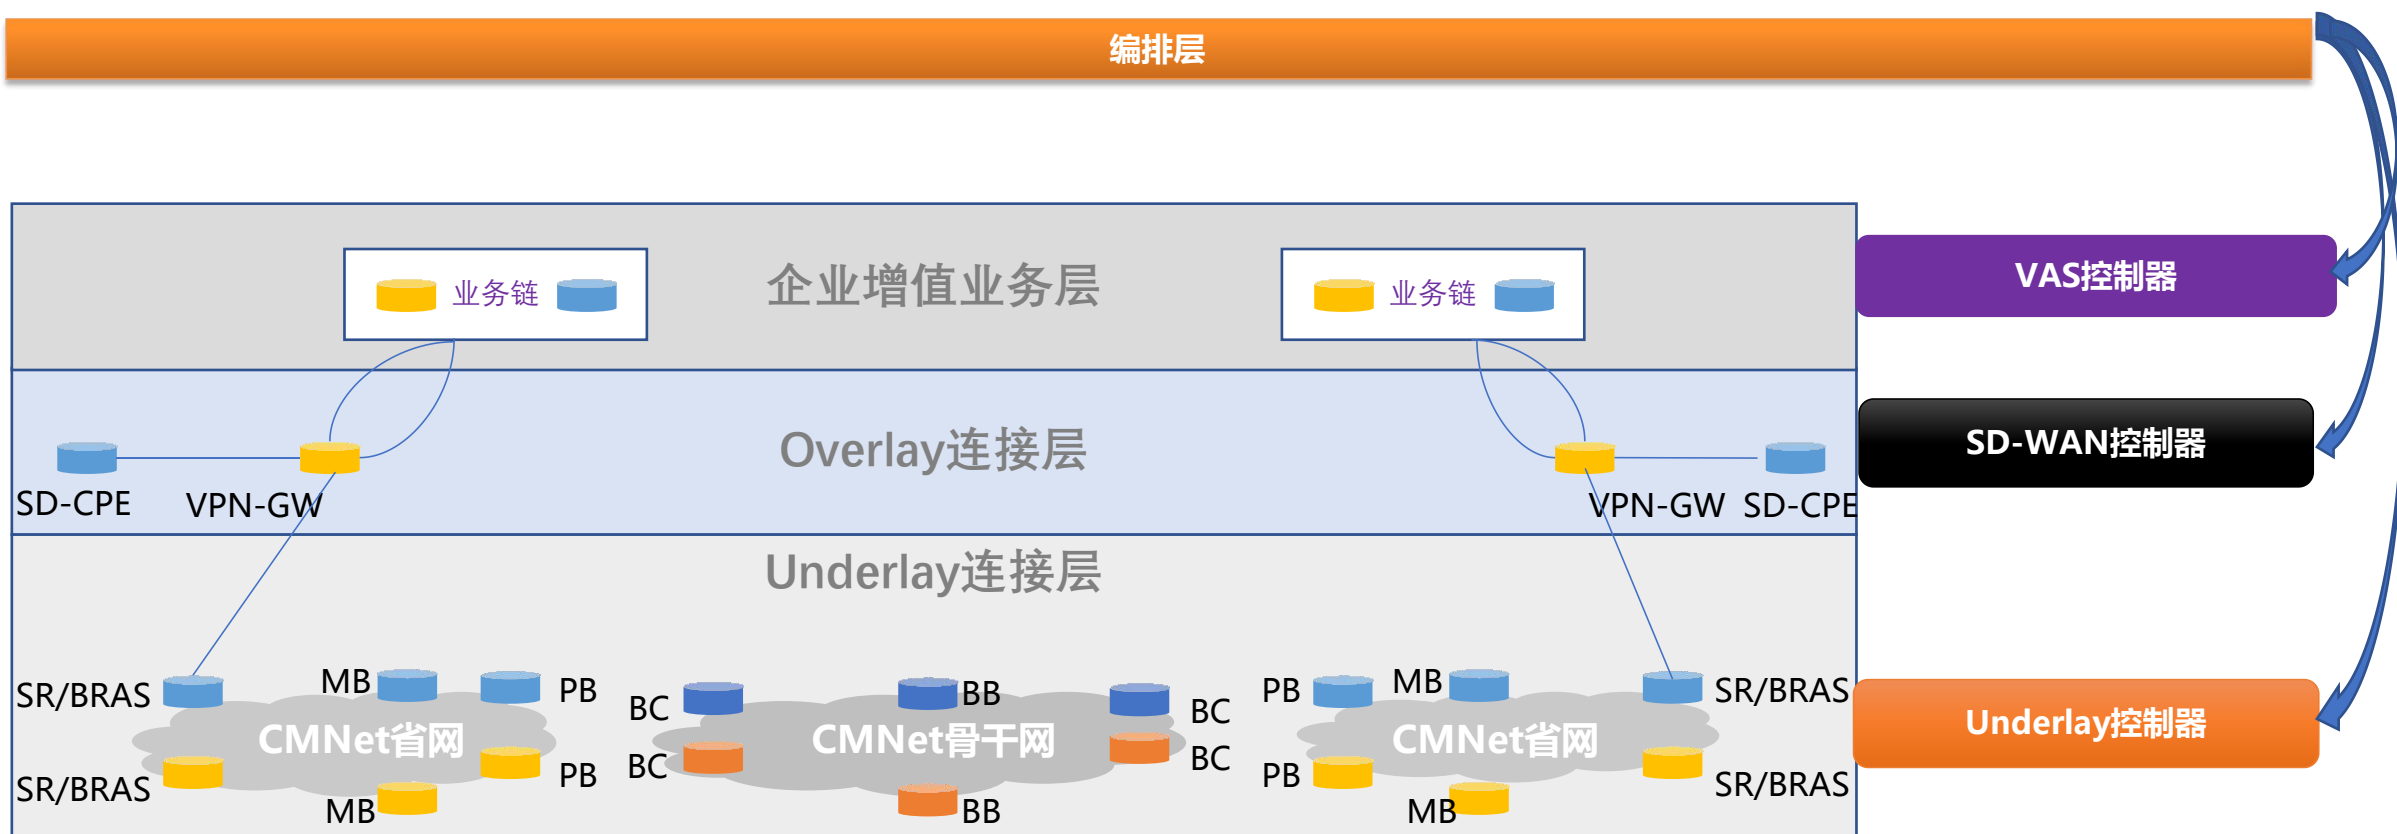 编排层
企业增值业务层
业务链
业务链
VAS控制器
Overlay连接层
SD-WAN控制器
SD-CPE
VPN-GW
VPN-GW
SD-CPE
Underlay连接层
SR/BRAS
MB
PB
BC
BB
BC
PB
MB
SR/BRAS
CMNet省网
CMNet骨干网
CMNet省网
Underlay控制器
SR/BRAS
MB
PB
BC
BB
BC
PB
MB
SR/BRAS